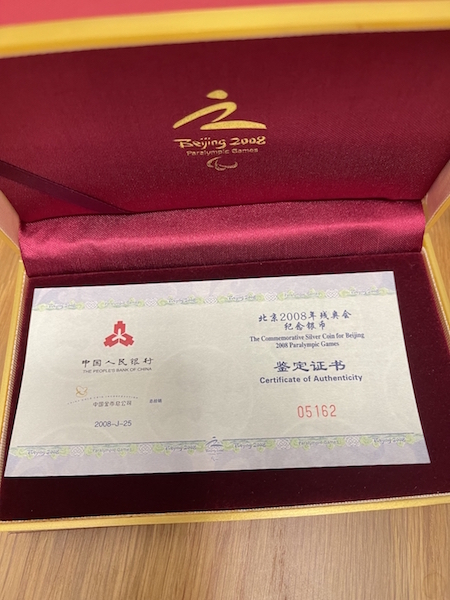 Beijing 2008
Paralympic Games
中国人民银行
THE PEOPLE'S BANK OF CHINA
中国金币总公司
2008-J-25
北京2008年残奥会
纪念银币
The Commemorative Silver Coin for Beijing
2008 Paralympic Games
鉴定证书
Certificate of Authenticity
05162